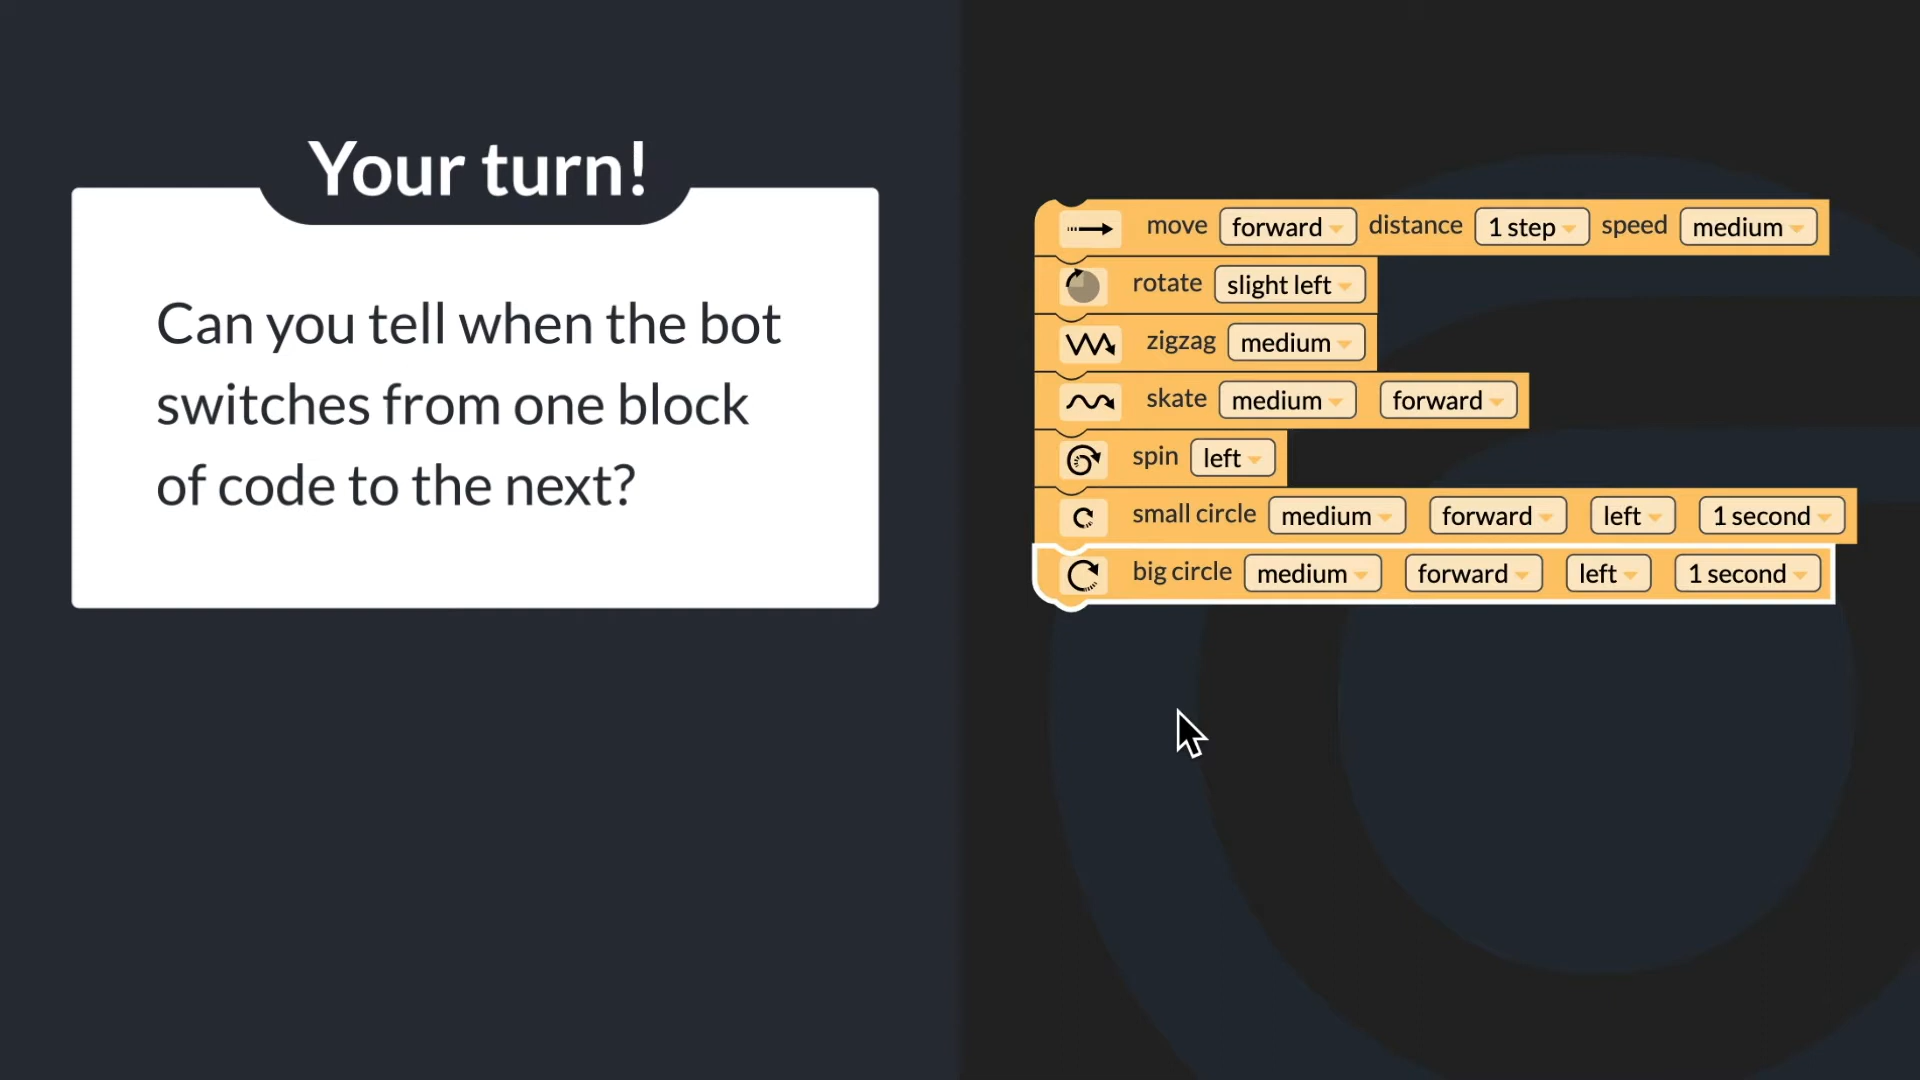 Your turn!
Can you tell when the bot
switches from one block
of code to the next?
move forward distance 1 step speed medium
rotate slight left
zigzag medium
skate medium forward
spin left
small circle medium forward left 1 second
big circle medium forward left 1 second